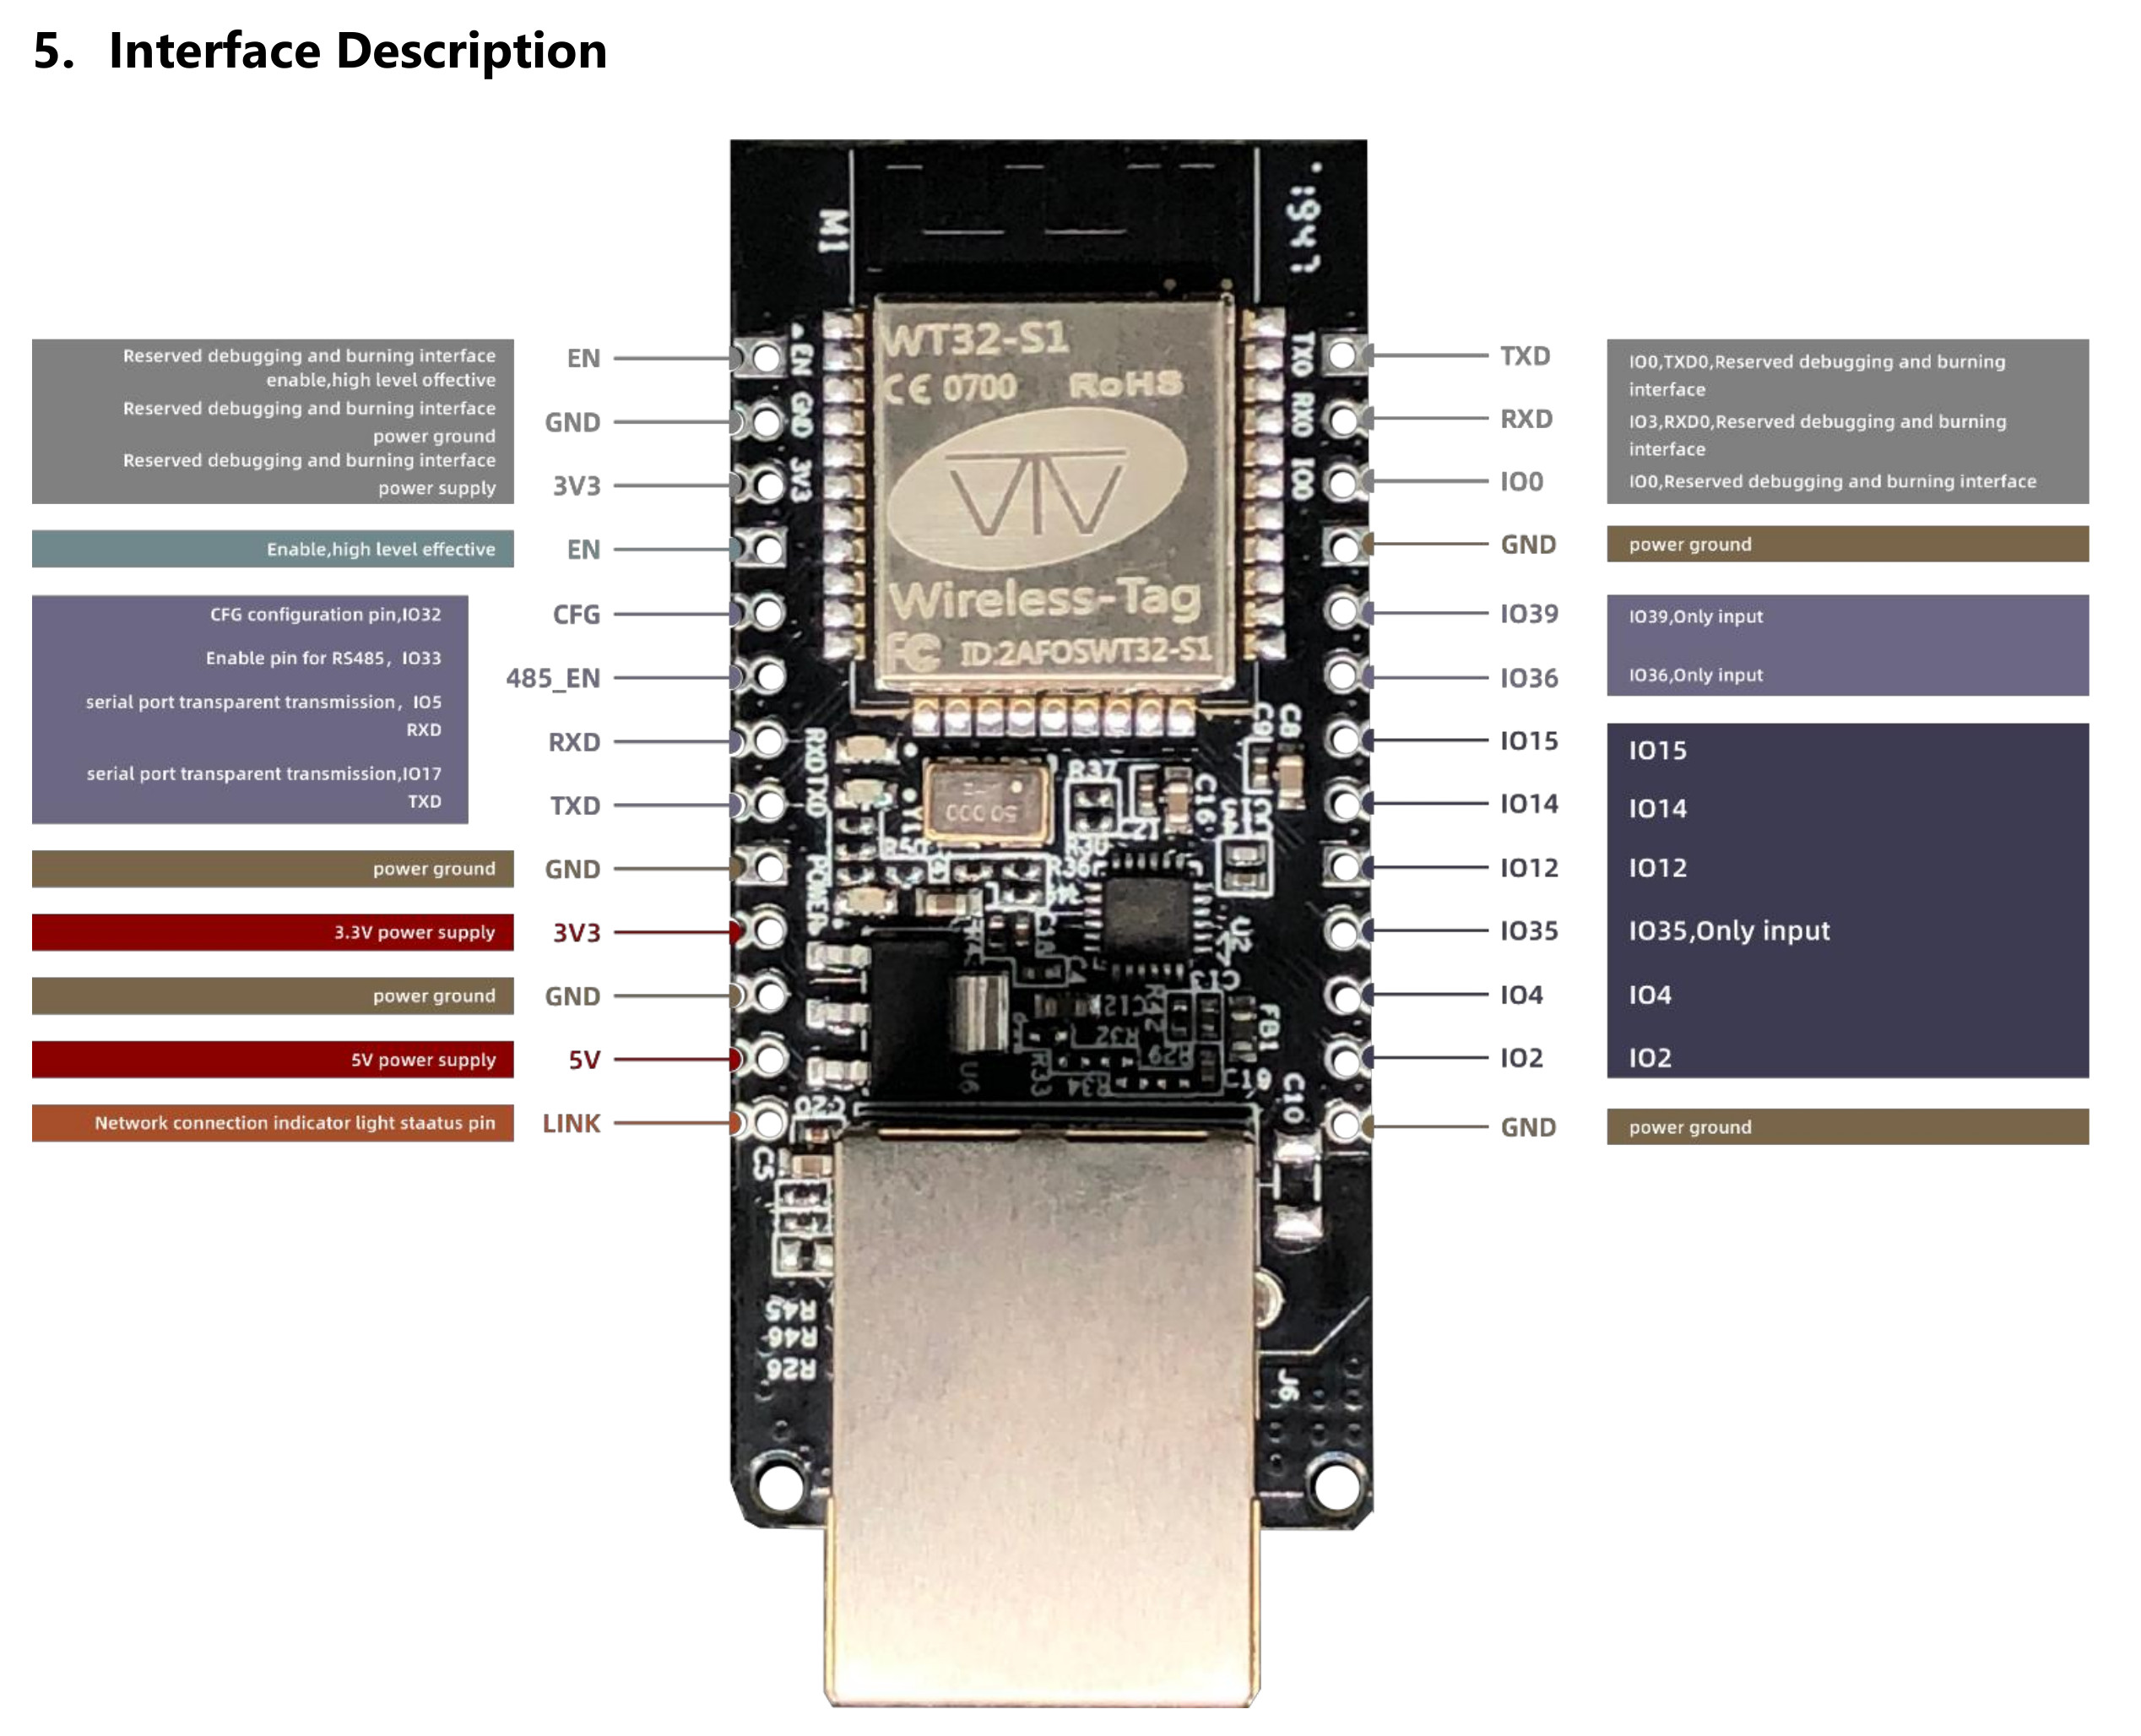 5. Interface Description
Reserved debugging and burning interface
enable,high level offective
Reserved debugging and burning interface
power ground
Reserved debugging and burning interface
power supply
Enable,high level effective
CFG configuration pin,IO32
Enable pin for RS485, IO33
serial port transparent transmission, IO5
RXD
serial port transparent transmission,IO17
TXD
power ground
3.3V power supply
power ground
5V power supply
Network connection indicator light staatus pin
EN
GND
3V3
EN
CFG
485_EN
RXD
TXD
GND
3V3
GND
5V
LINK
M1
EN
GND
3V3
WT32-S1
CE 0700 RoHS
Wireless-Tag
FC ID:2AFOSWT32-S1
TXO
RXO
IO0
RXD
TXD
POWER
50 000
Y1
R37
C16
C9
C8
R36
U2
C4
R42
R32
R29
R33
R34
FB1
U6
C19
C10
C5
R45
R46
R26
J6
TXD
RXD
IO0
GND
IO39
IO36
IO15
IO14
IO12
IO35
IO4
IO2
GND
IO0,TXD0,Reserved debugging and burning
interface
IO3,RXD0,Reserved debugging and burning
interface
IO0,Reserved debugging and burning interface
power ground
IO39,Only input
IO36,Only input
IO15
IO14
IO12
IO35,Only input
IO4
IO2
power ground